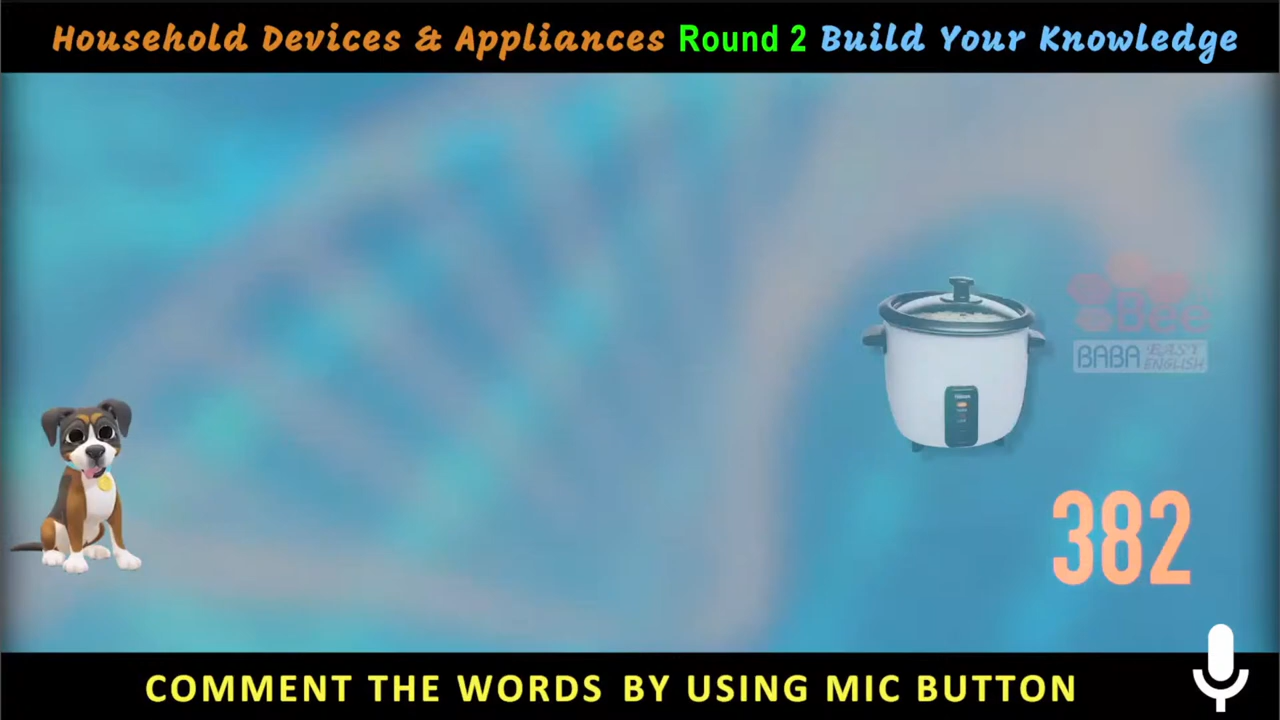 Household Devices & Appliances Round 2 Build Your Knowledge
Bee
BABA EASY ENGLISH
382
COMMENT THE WORDS BY USING MIC BUTTON